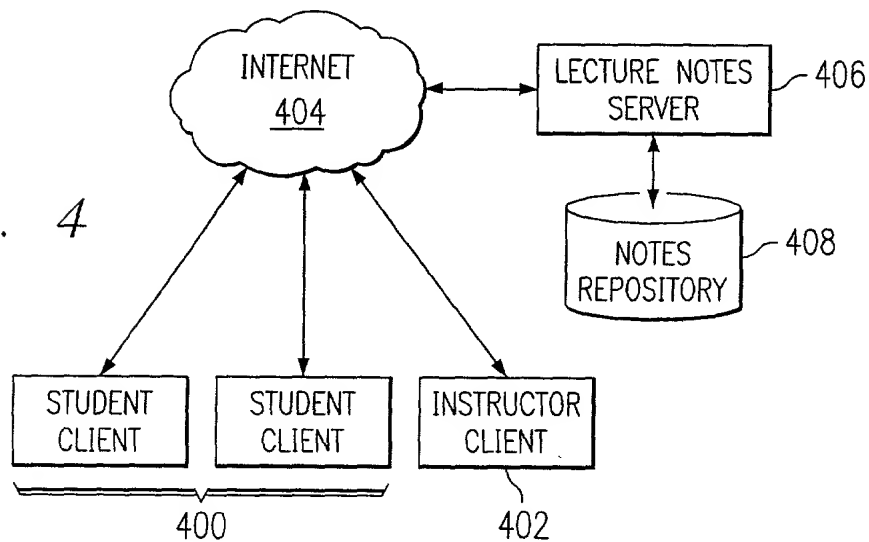 INTERNET
404
LECTURE NOTES
SERVER
406
. 4
NOTES
REPOSITORY
408
STUDENT
CLIENT
STUDENT
CLIENT
INSTRUCTOR
CLIENT
400
402